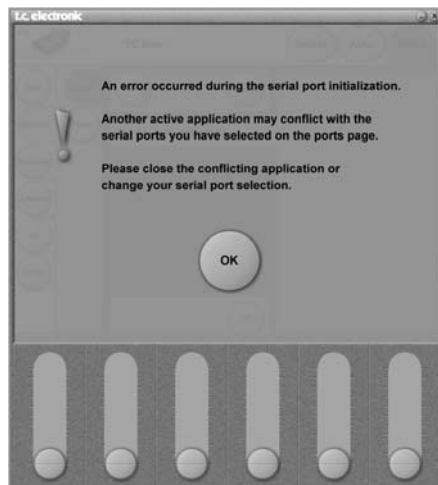 t.c. electronic
An error occurred during the serial port initialization.
Another active application may conflict with the
serial ports you have selected on the ports page.
Please close the conflicting application or
change your serial port selection.
OK